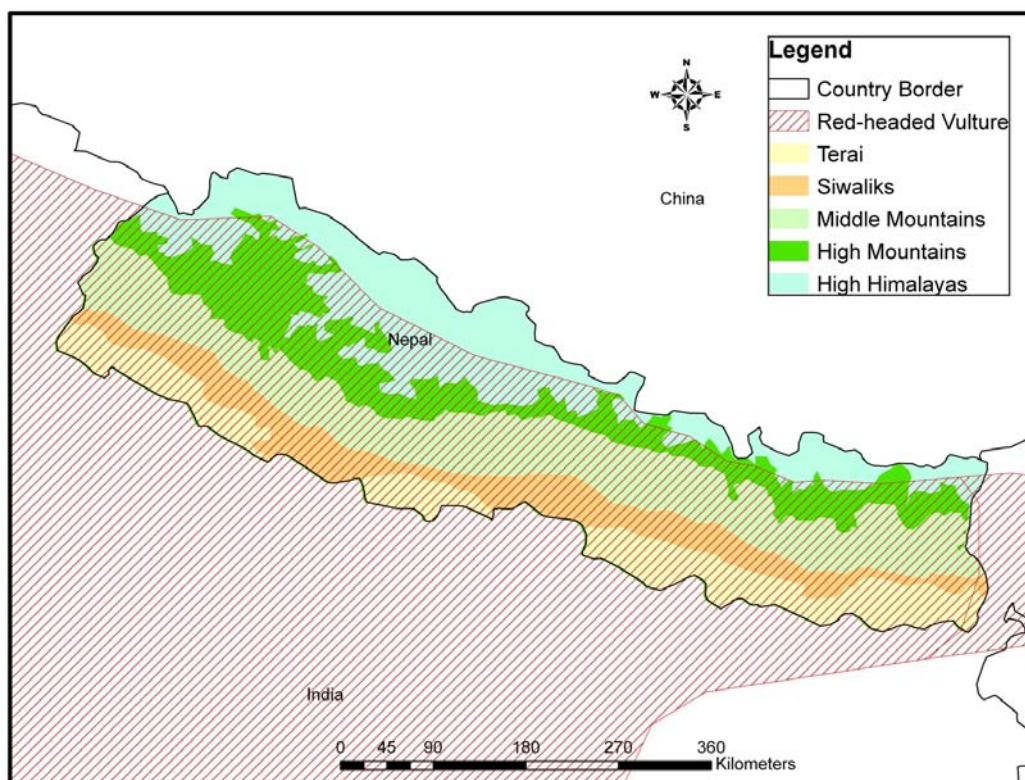 Legend
Country Border
Red-headed Vulture
Terai
Siwaliks
Middle Mountains
High Mountains
High Himalayas
N
W E
S
China
Nepal
India
0 45 90 180 270 360
Kilometers